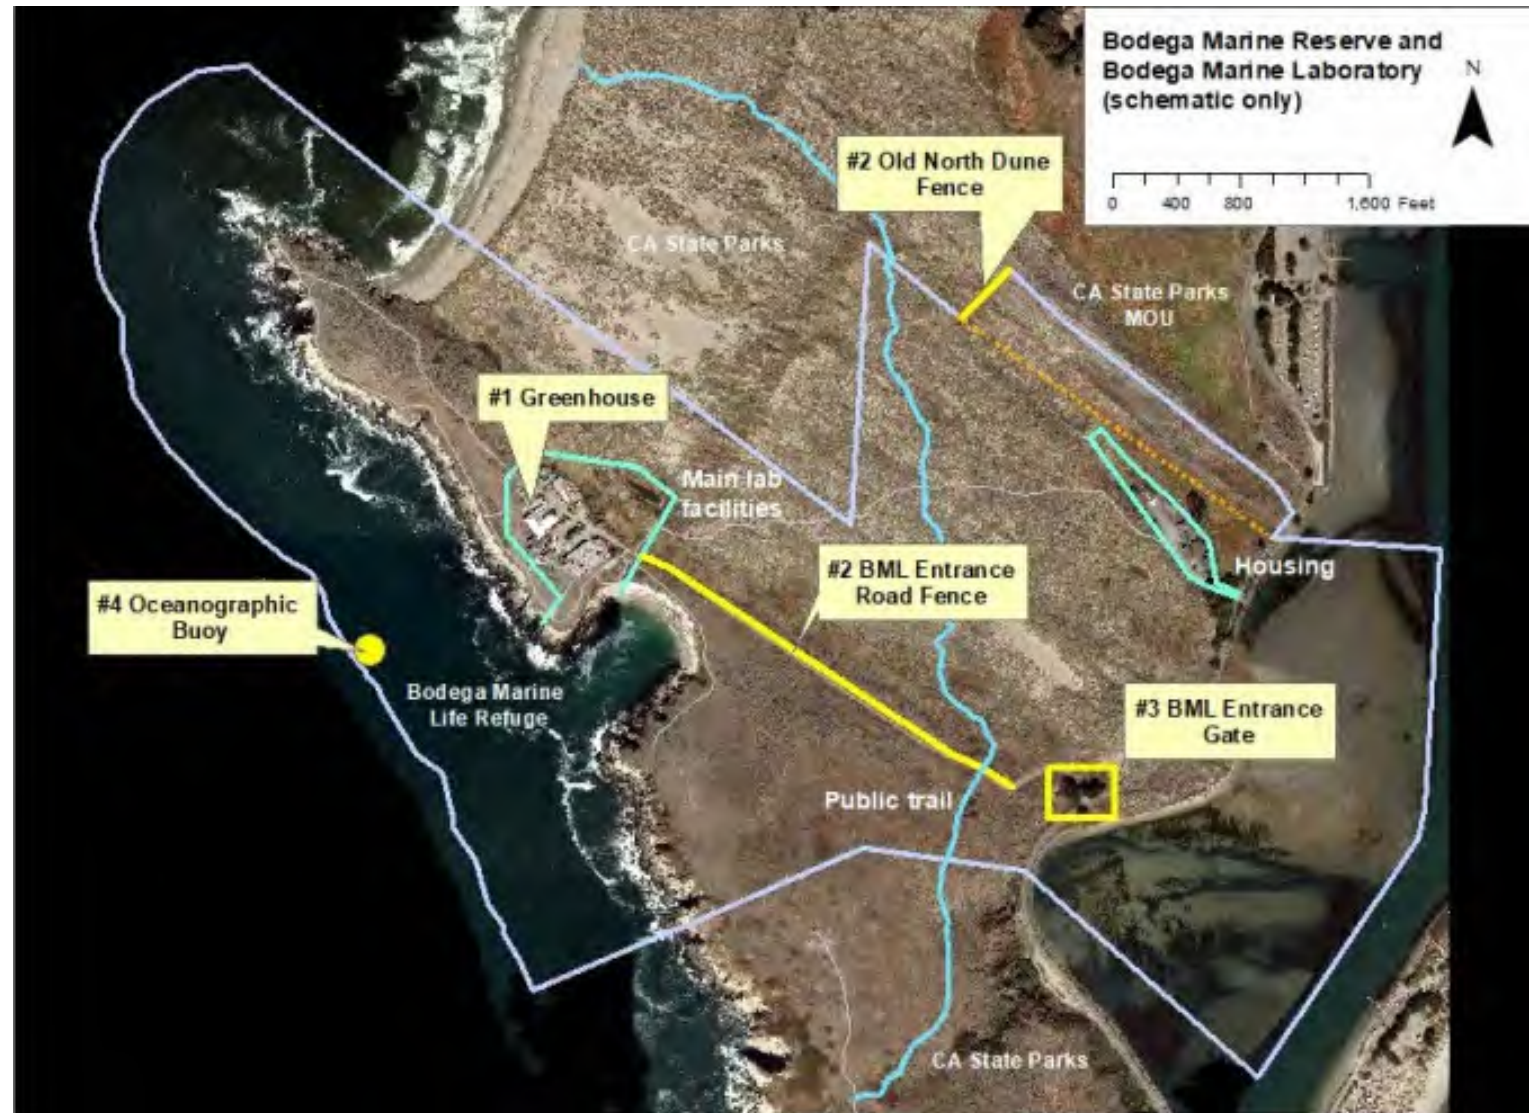 Bodega Marine Reserve and
Bodega Marine Laboratory
(schematic only)
N
0 400 800 1,600 Feet
#2 Old North Dune
Fence
CA State Parks
CA State Parks
MOU
#1 Greenhouse
Main lab
facilities
#2 BML Entrance
Road Fence
Housing
#4 Oceanographic
Buoy
Bodega Marine
Life Refuge
#3 BML Entrance
Gate
Public trail
CA State Parks